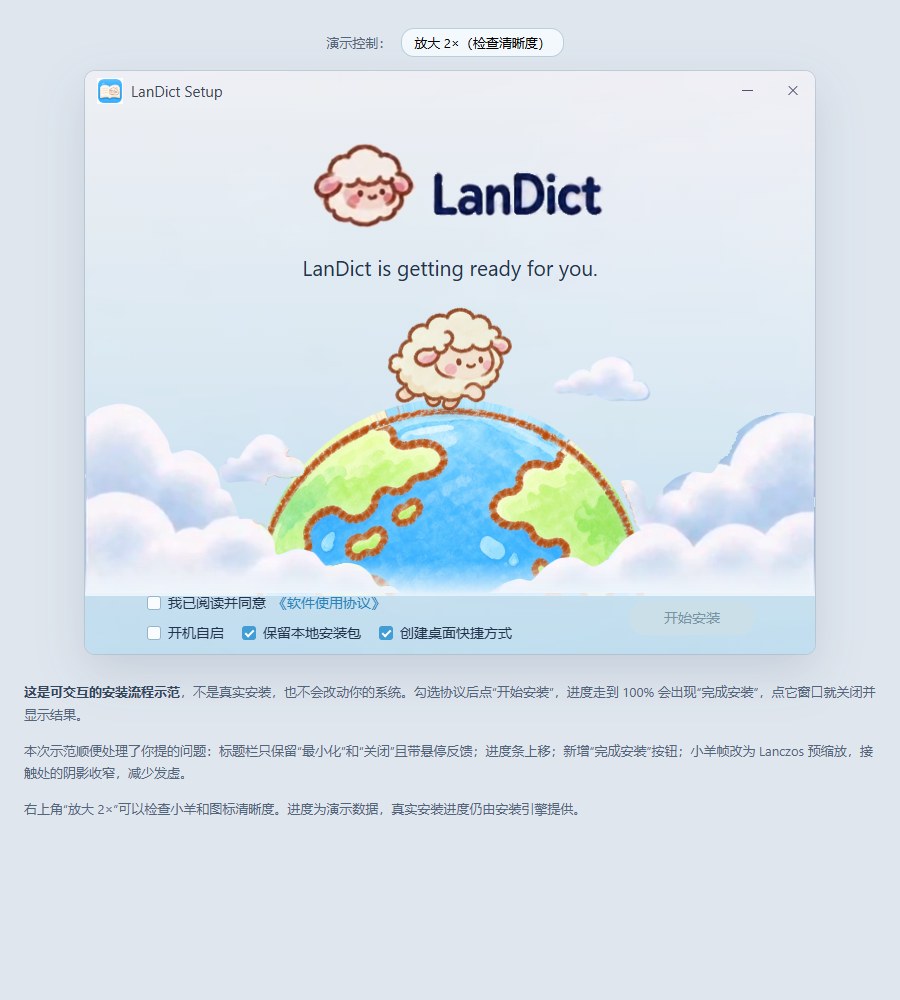 演示控制：
放大 2×（检查清晰度）
LanDict Setup
LanDict
LanDict is getting ready for you.
我已阅读并同意 《软件使用协议》
开机自启 保留本地安装包 创建桌面快捷方式
开始安装
这是可交互的安装流程示范，不是真实安装，也不会改动你的系统。勾选协议后点“开始安装”，进度走到 100% 会出现“完成安装”，点它窗口就关闭并
显示结果。
本次示范顺便处理了你提的问题：标题栏只保留“最小化”和“关闭”且带悬停反馈；进度条上移；新增“完成安装”按钮；小羊帧改为 Lanczos 预缩放，接
触处的阴影收窄，减少发虚。
右上角“放大 2×”可以检查小羊和图标清晰度。进度为演示数据，真实安装进度仍由安装引擎提供。